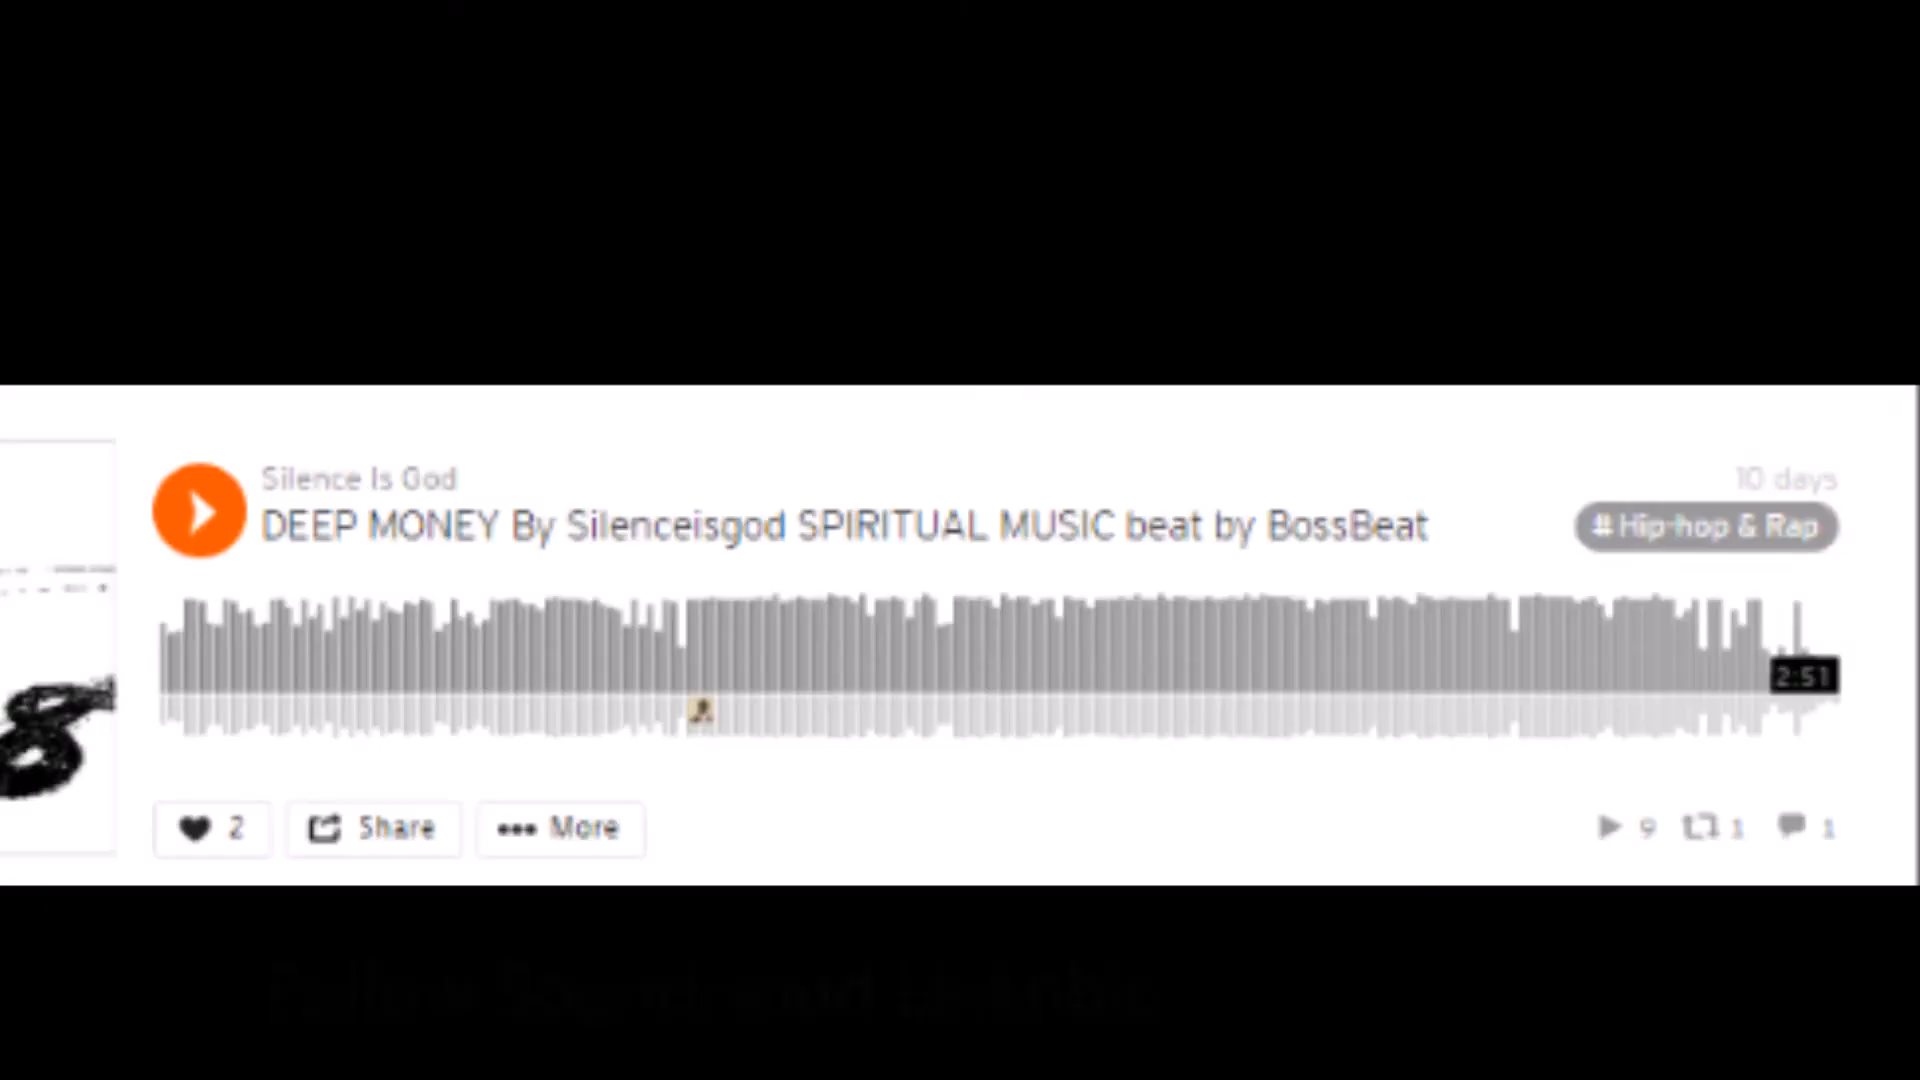 Silence Is God
10 days
DEEP MONEY By Silenceisgod SPIRITUAL MUSIC beat by BossBeat
# Hip-hop & Rap
2:51
2
Share
More
9
1
1